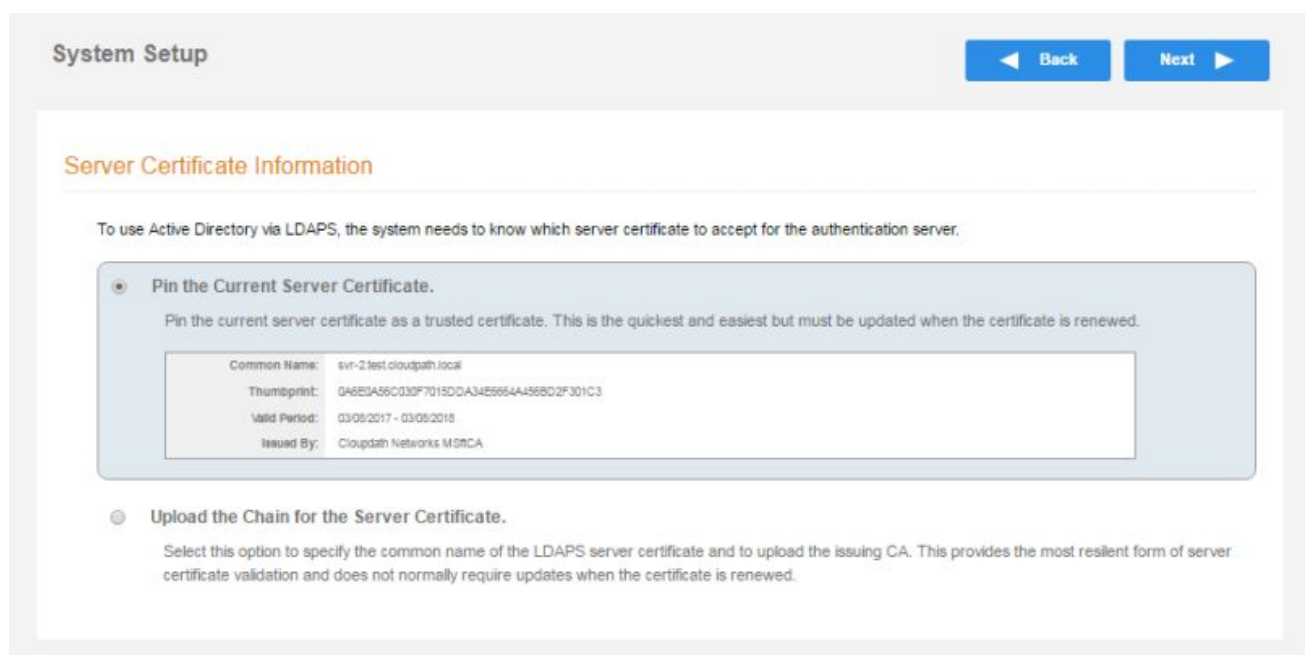 System Setup
Back
Next
Server Certificate Information
To use Active Directory via LDAPS, the system needs to know which server certificate to accept for the authentication server.
Pin the Current Server Certificate.
Pin the current server certificate as a trusted certificate. This is the quickest and easiest but must be updated when the certificate is renewed.
Common Name: svr-2.test.cloudpath.local
Thumbprint:
Valid Period: 03/08/2017 - 03/08/2018
Issued By: Cloupdath Networks MSftCA
Upload the Chain for the Server Certificate.
Select this option to specify the common name of the LDAPS server certificate and to upload the issuing CA. This provides the most resilent form of server
certificate validation and does not normally require updates when the certificate is renewed.